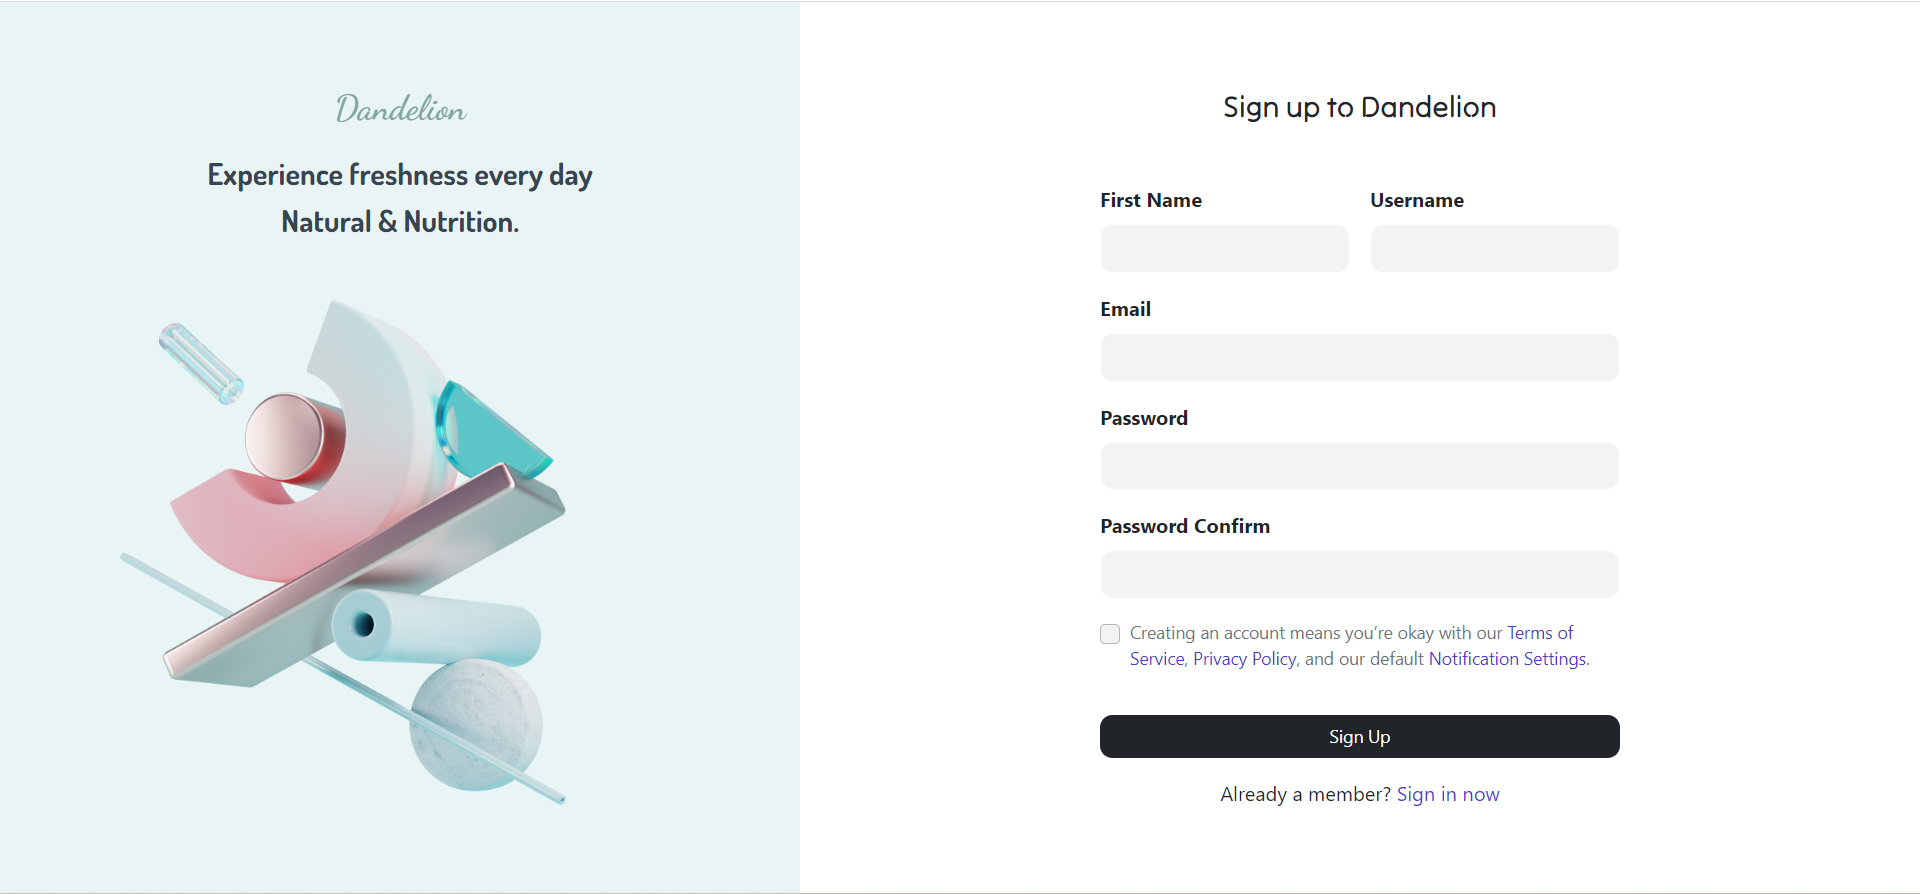 Dandelion
Experience freshness every day
Natural & Nutrition.
Sign up to Dandelion
First Name
Username
Email
Password
Password Confirm
Creating an account means you’re okay with our Terms of
Service, Privacy Policy, and our default Notification Settings.
Sign Up
Already a member? Sign in now